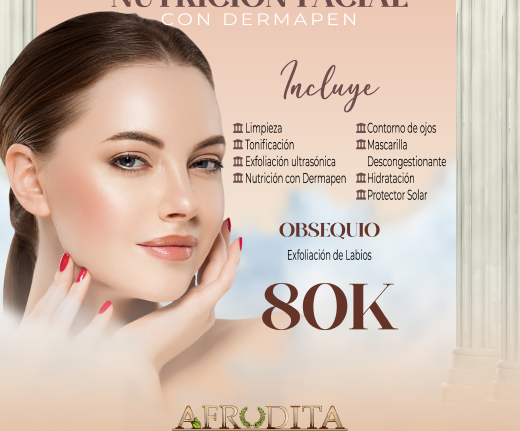 NUTRICIÓN FACIAL
CON DERMAPEN
Incluye
Limpieza
Tonificación
Exfoliación ultrasónica
Nutrición con Dermapen
Contorno de ojos
Mascarilla
Descongestionante
Hidratación
Protector Solar
OBSEQUIO
Exfoliación de Labios
80K
AFRODITA